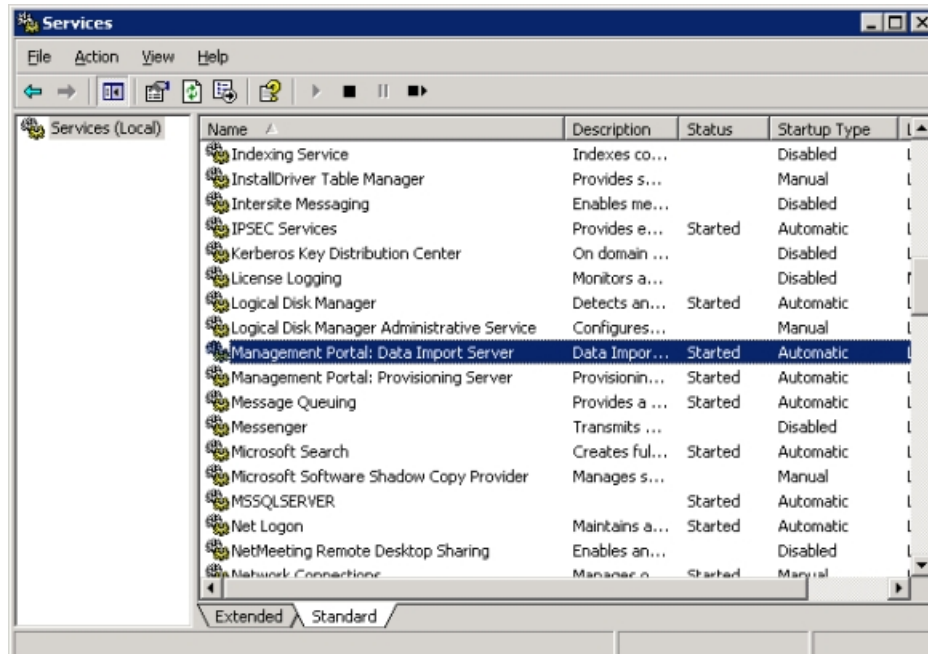 Services
File Action View Help
Services (Local)
Name Description Status Startup Type L
Indexing Service Indexes co... Disabled L
InstallDriver Table Manager Provides s... Manual L
Intersite Messaging Enables me... Disabled L
IPSEC Services Provides e... Started Automatic L
Kerberos Key Distribution Center On domain ... Disabled L
License Logging Monitors a... Disabled
Logical Disk Manager Detects an... Started Automatic L
Logical Disk Manager Administrative Service Configures... Manual L
Management Portal: Data Import Server Data Impor... Started Automatic L
Management Portal: Provisioning Server Provisionin... Started Automatic L
Message Queuing Provides a ... Started Automatic L
Messenger Transmits ... Disabled L
Microsoft Search Creates ful... Started Automatic L
Microsoft Software Shadow Copy Provider Manages s... Manual L
MSSQLSERVER Started Automatic L
Net Logon Maintains a... Started Automatic L
NetMeeting Remote Desktop Sharing Enables an... Disabled L
Network Connections Manages o... Started Manual L
Extended Standard